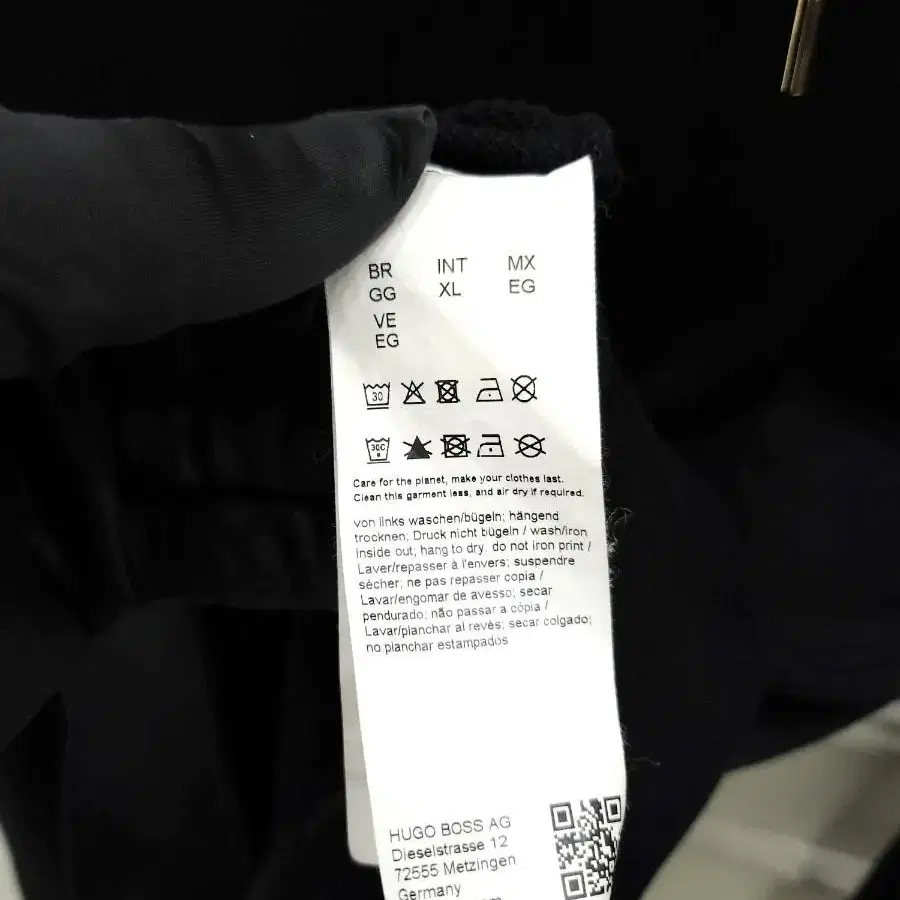 BR INT MX
GG XL EG
VE
EG
30
30C
Care for the planet, make your clothes last.
Clean this garment less, and air dry if required.
von links waschen/bügeln; hängend
trocknen; Druck nicht bügeln / wash/iron
inside out; hang to dry. do not iron print /
Laver/repasser à l'envers; suspendre
sécher; ne pas repasser copia /
Lavar/engomar de avesso; secar
pendurado; não passar a cópia /
Lavar/planchar al revés; secar colgado;
no planchar estampados
HUGO BOSS AG
Dieselstrasse 12
72555 Metzingen
Germany